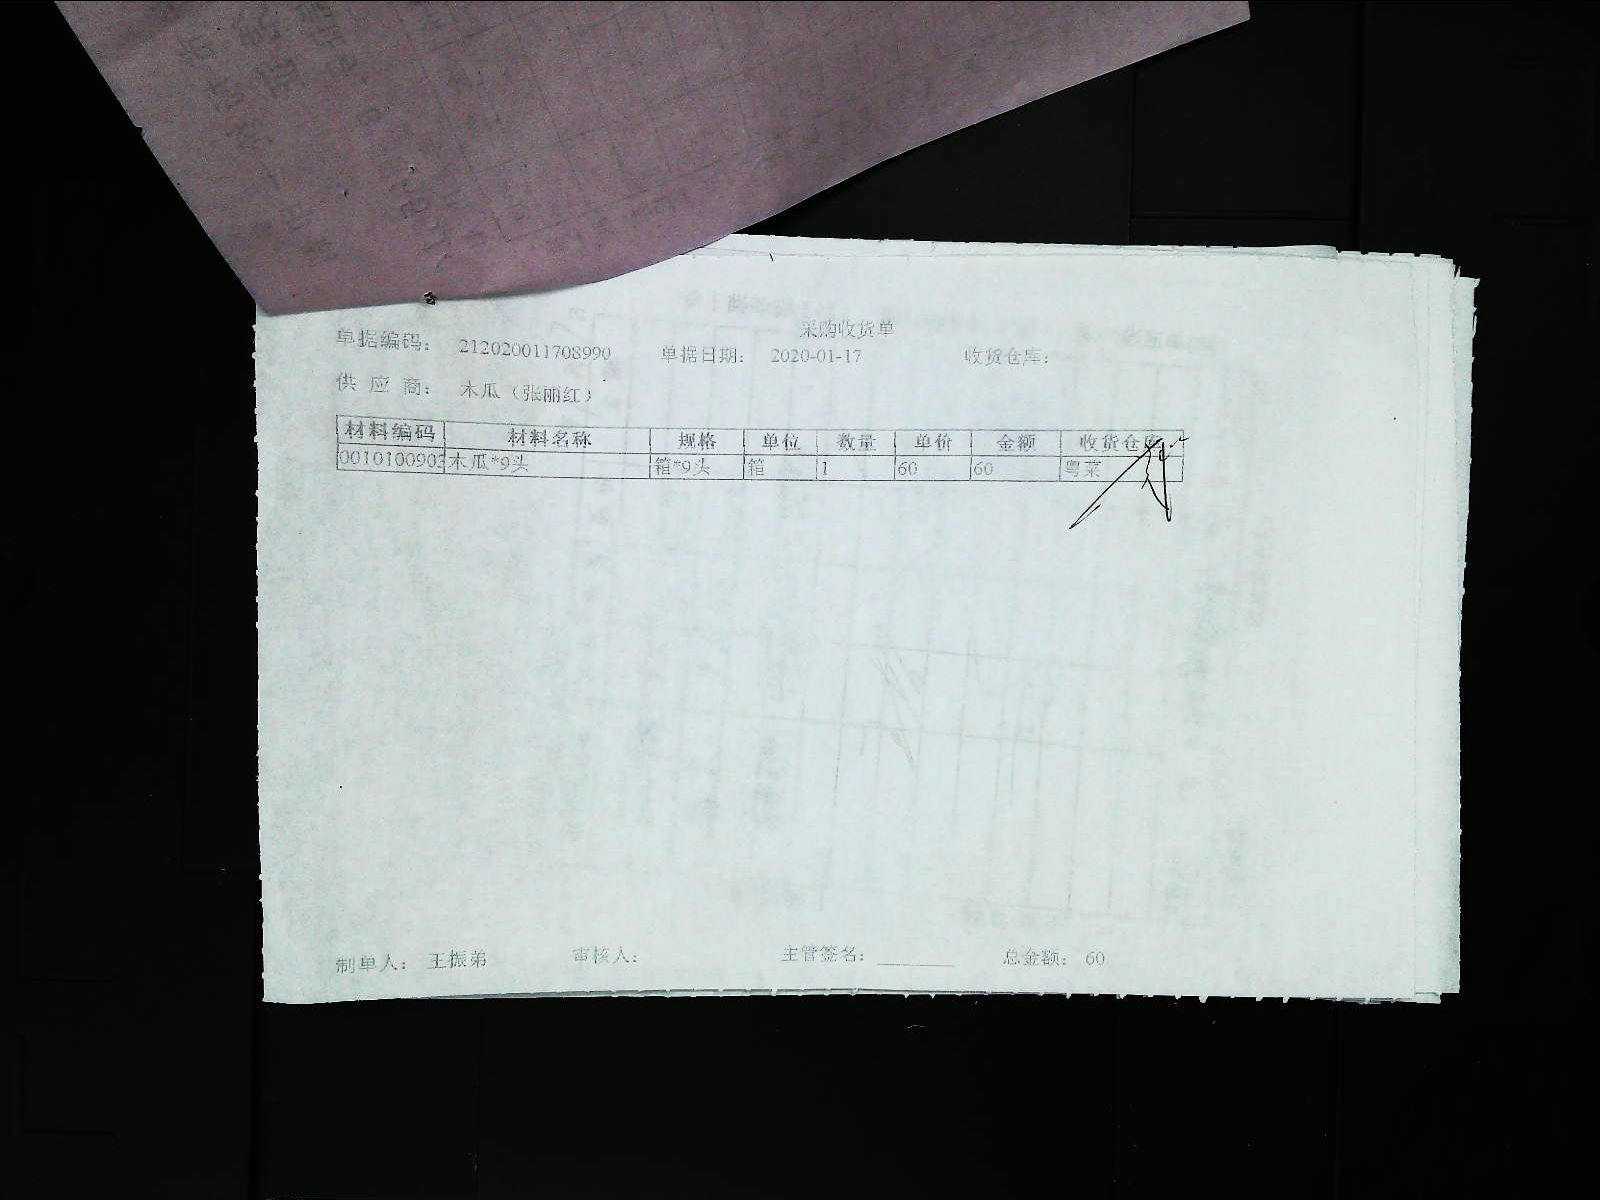 采购收货单
单据编码： 212020011708990 单据日期： 2020-01-17 收货仓库：
供 应 商： 木瓜（张丽红）
材料编码 材料名称 规格 单位 数量 单价 金额 收货仓库
0010100903 木瓜*9头 箱*9头 箱 1 60 60 粤菜
制单人： 王振弟 审核人： 主管签名：________ 总金额： 60